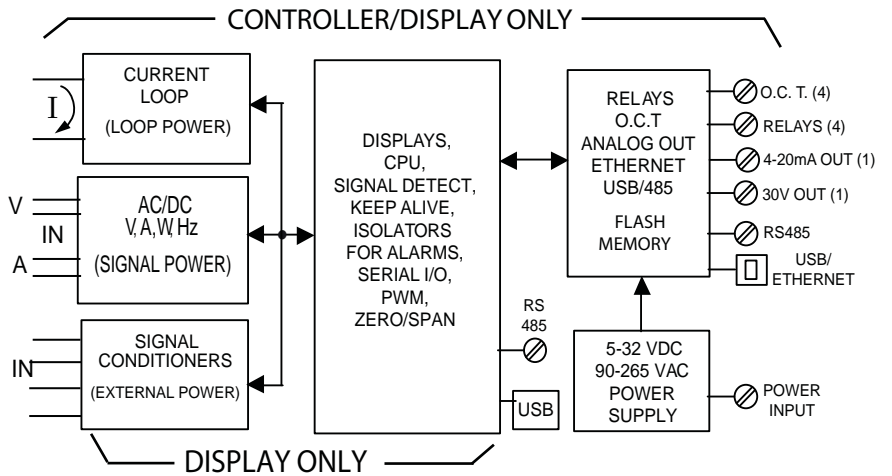 CONTROLLER/DISPLAY ONLY
CURRENT
LOOP
(LOOP POWER)
I
V
IN
A
AC/DC
V, A, W, Hz
(SIGNAL POWER)
IN
SIGNAL
CONDITIONERS
(EXTERNAL POWER)
DISPLAYS,
CPU,
SIGNAL DETECT,
KEEP ALIVE,
ISOLATORS
FOR ALARMS,
SERIAL I/O,
PWM,
ZERO/SPAN
RS
485
USB
RELAYS
O.C.T
ANALOG OUT
ETHERNET
USB/485
FLASH
MEMORY
O.C. T. (4)
RELAYS (4)
4-20mA OUT (1)
30V OUT (1)
RS485
USB/
ETHERNET
5-32 VDC
90-265 VAC
POWER
SUPPLY
POWER
INPUT
DISPLAY ONLY